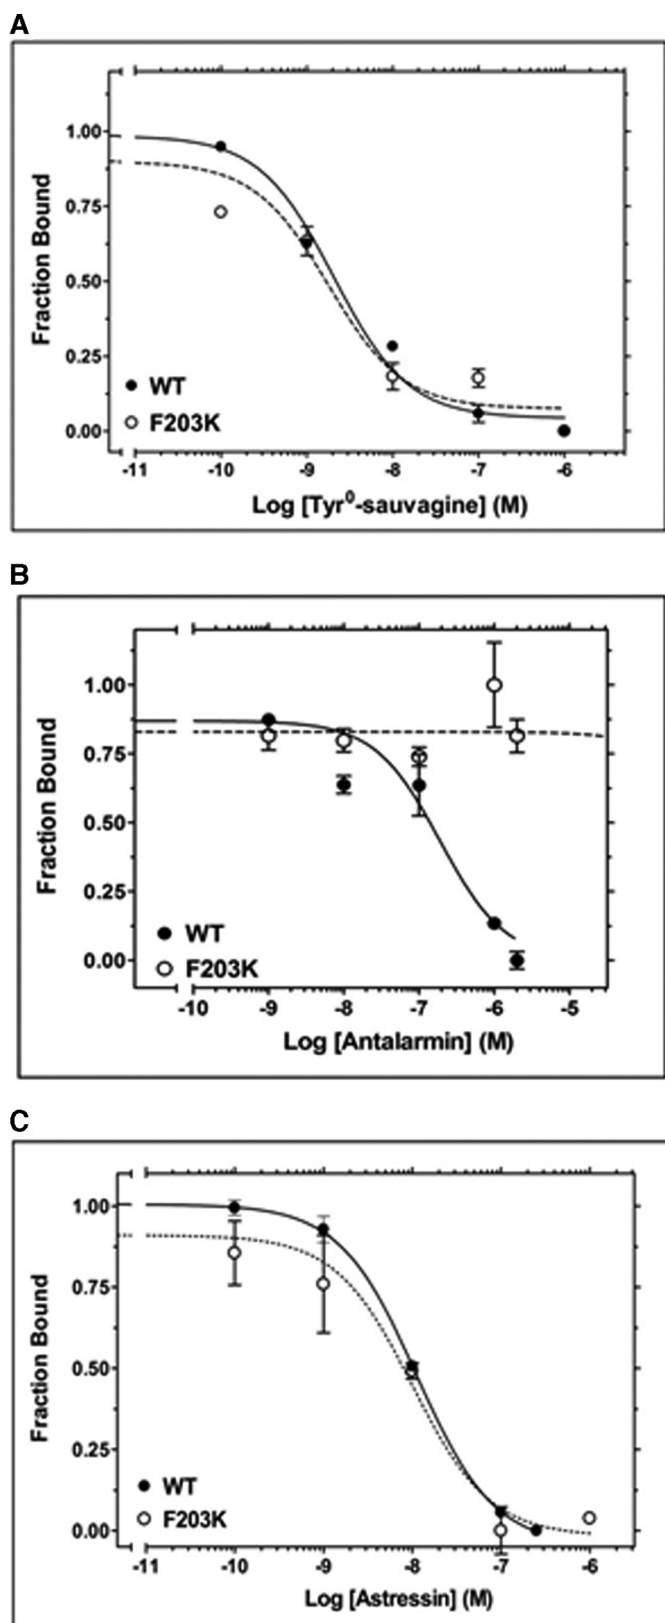 A
Fraction Bound
1.00
0.75
0.50
0.25
0.00
WT
F203K
-11 -10 -9 -8 -7 -6
Log [Tyr⁰-sauvagine] (M)
B
Fraction Bound
1.00
0.75
0.50
0.25
0.00
WT
F203K
-10 -9 -8 -7 -6 -5
Log [Antalarmin] (M)
C
Fraction Bound
1.00
0.75
0.50
0.25
0.00
WT
F203K
-11 -10 -9 -8 -7 -6
Log [Astressin] (M)